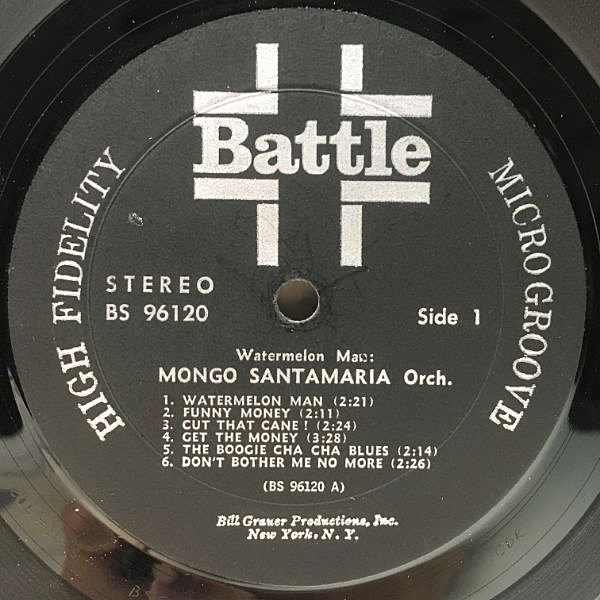 Battle
HIGH FIDELITY
MICROGROOVE
STEREO
BS 96120
Side 1
Watermelon Man:
MONGO SANTAMARIA Orch.
1. WATERMELON MAN (2:21)
2. FUNNY MONEY (2:11)
3. CUT THAT CANE! (2:24)
4. GET THE MONEY (3:28)
5. THE BOOGIE CHA CHA BLUES (2:14)
6. DON'T BOTHER ME NO MORE (2:26)
(BS 96120 A)
Bill Grauer Productions, Inc.
New York, N. Y.